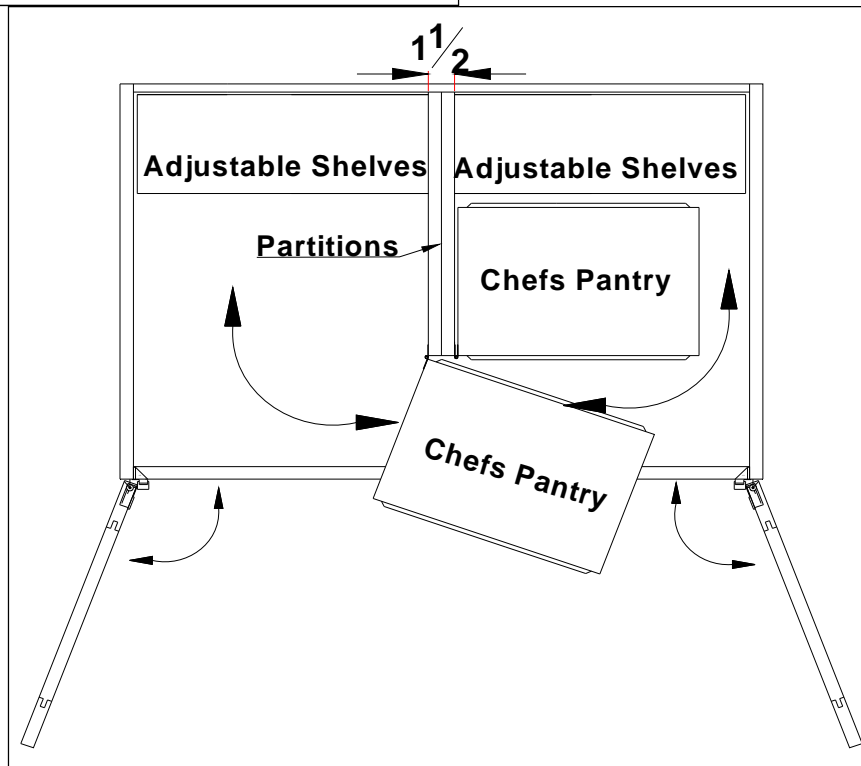 1 1/2
Adjustable Shelves
Adjustable Shelves
Partitions
Chefs Pantry
Chefs Pantry